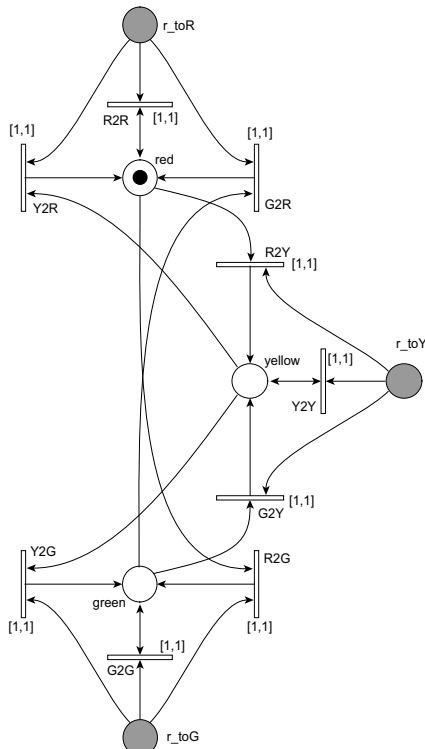 r_toR
R2R
[1,1]
[1,1]
[1,1]
red
Y2R
G2R
R2Y
[1,1]
yellow
[1,1]
r_toY
Y2Y
[1,1]
G2Y
Y2G
R2G
green
[1,1]
[1,1]
[1,1]
G2G
r_toG